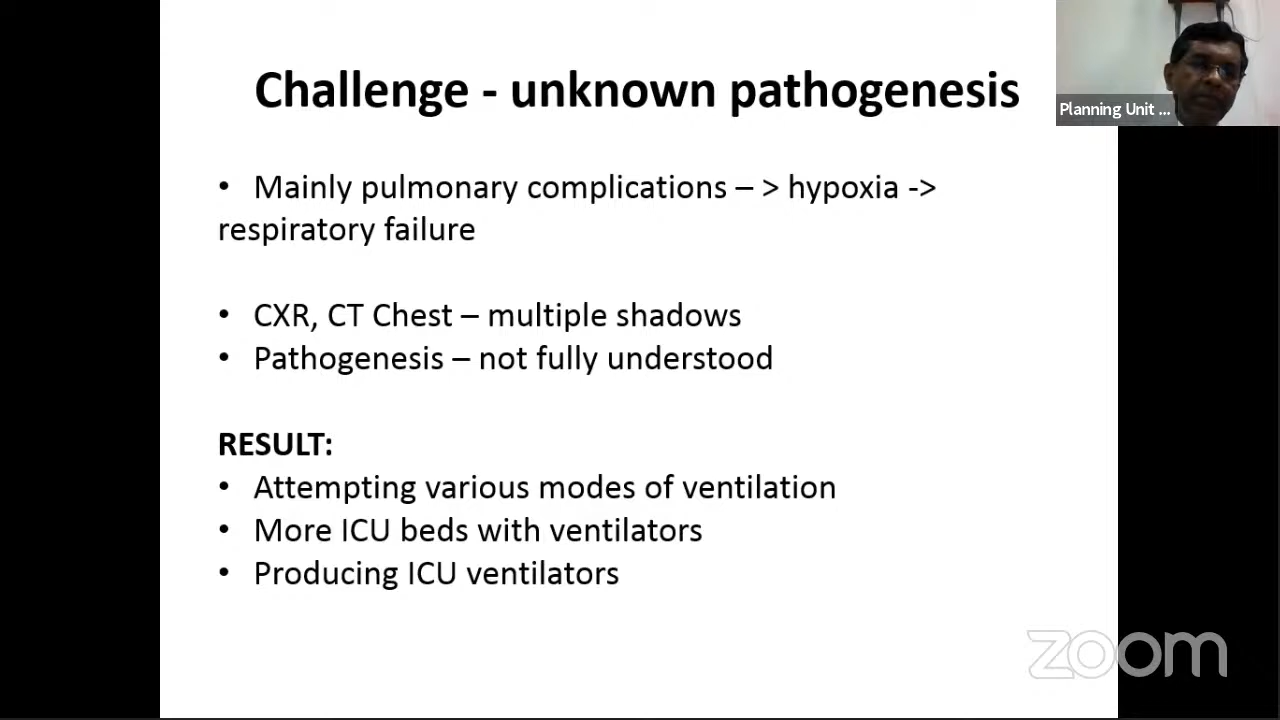 Challenge - unknown pathogenesis
Planning Unit ...
• Mainly pulmonary complications – > hypoxia ->
respiratory failure
• CXR, CT Chest – multiple shadows
• Pathogenesis – not fully understood
RESULT:
• Attempting various modes of ventilation
• More ICU beds with ventilators
• Producing ICU ventilators
zoom